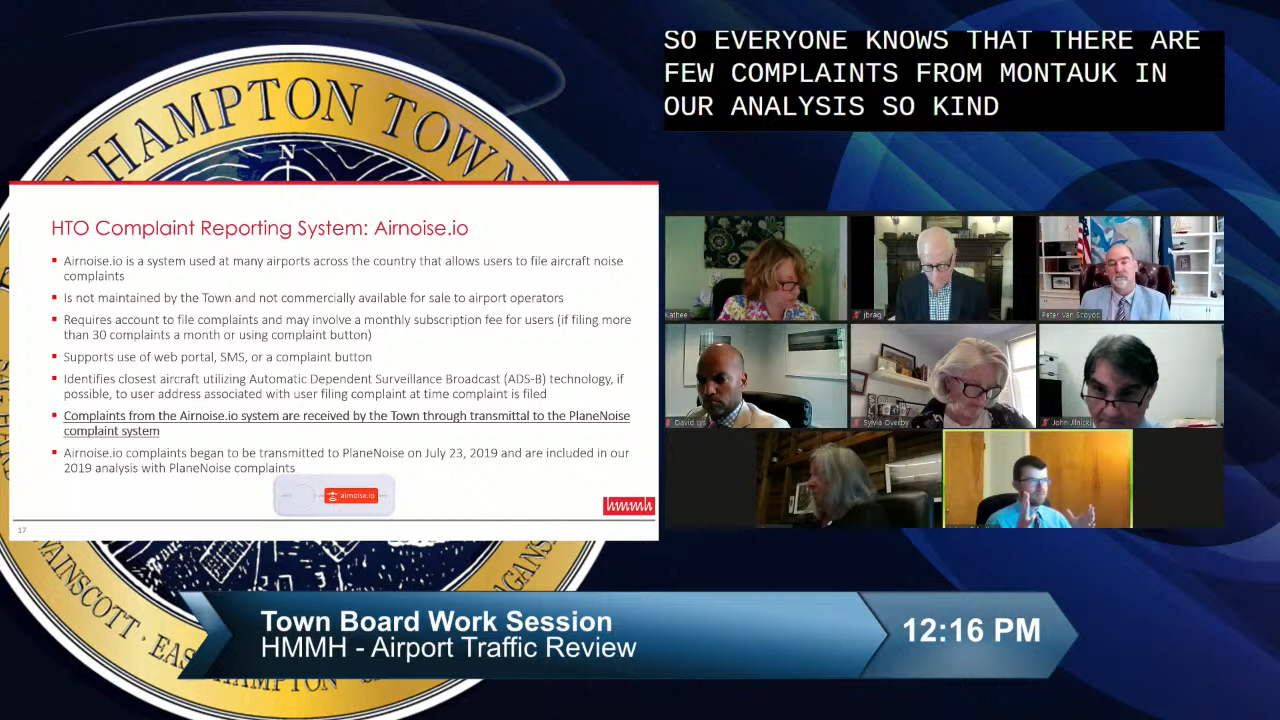 SO EVERYONE KNOWS THAT THERE ARE
FEW COMPLAINTS FROM MONTAUK IN
OUR ANALYSIS SO KIND
HAMPTON TOWN
N
HTO Complaint Reporting System: Airnoise.io
Airnoise.io is a system used at many airports across the country that allows users to file aircraft noise
complaints
Is not maintained by the Town and not commercially available for sale to airport operators
Requires account to file complaints and may involve a monthly subscription fee for users (if filing more
than 30 complaints a month or using complaint button)
Supports use of web portal, SMS, or a complaint button
Identifies closest aircraft utilizing Automatic Dependent Surveillance Broadcast (ADS-B) technology, if
possible, to user address associated with user filing complaint at time complaint is filed
Complaints from the Airnoise.io system are received by the Town through transmittal to the PlaneNoise
complaint system
Airnoise.io complaints began to be transmitted to PlaneNoise on July 23, 2019 and are included in our
2019 analysis with PlaneNoise complaints
airnoise.io
hmmh
17
Kathee
jbrag
Peter Van Scoyoc
David Lys
Sylvia Overby
John Jilnicki
WAINSCOTT · EAS
HAMPTON
Town Board Work Session
HMMH - Airport Traffic Review
12:16 PM